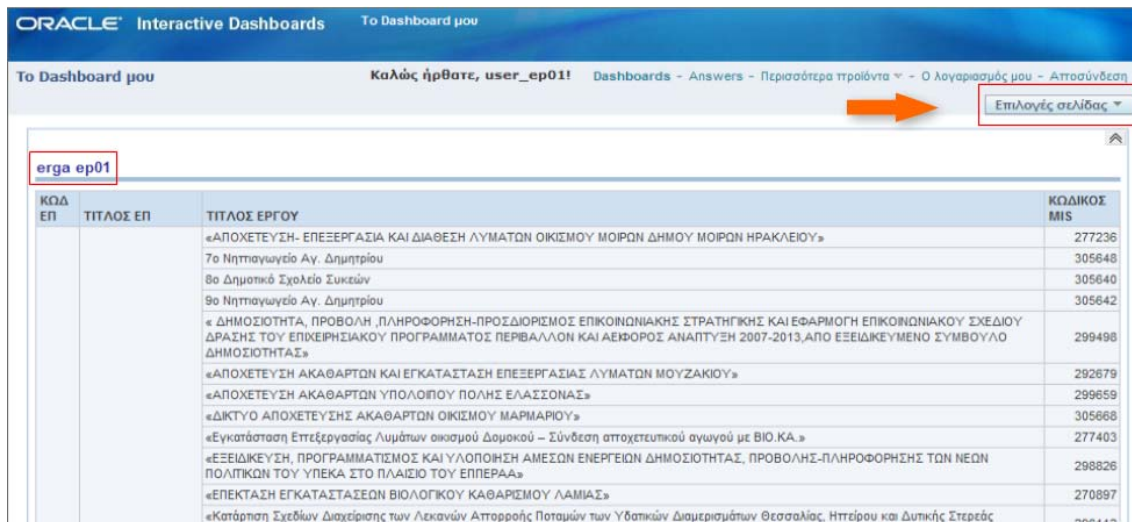 ORACLE Interactive Dashboards Το Dashboard μου
Το Dashboard μου Καλώς ήρθατε, user_ep01! Dashboards - Answers - Περισσότερα προϊόντα - Ο λογαριασμός μου - Αποσύνδεση
Επιλογές σελίδας
erga ep01
ΚΩΔ ΕΠ ΤΙΤΛΟΣ ΕΠ ΤΙΤΛΟΣ ΕΡΓΟΥ ΚΩΔΙΚΟΣ MIS
«ΑΠΟΧΕΤΕΥΣΗ- ΕΠΕΞΕΡΓΑΣΙΑ ΚΑΙ ΔΙΑΘΕΣΗ ΛΥΜΑΤΩΝ ΟΙΚΙΣΜΟΥ ΜΟΙΡΩΝ ΔΗΜΟΥ ΜΟΙΡΩΝ ΗΡΑΚΛΕΙΟΥ» 277236
7ο Νηπιαγωγείο Αγ. Δημητρίου 305648
8ο Δημοτικό Σχολείο Συκεών 305640
9ο Νηπιαγωγείο Αγ. Δημητρίου 305642
« ΔΗΜΟΣΙΟΤΗΤΑ, ΠΡΟΒΟΛΗ ,ΠΛΗΡΟΦΟΡΗΣΗ-ΠΡΟΣΔΙΟΡΙΣΜΟΣ ΕΠΙΚΟΙΝΩΝΙΑΚΗΣ ΣΤΡΑΤΗΓΙΚΗΣ ΚΑΙ ΕΦΑΡΜΟΓΗ ΕΠΙΚΟΙΝΩΝΙΑΚΟΥ ΣΧΕΔΙΟΥ
ΔΡΑΣΗΣ ΤΟΥ ΕΠΙΧΕΙΡΗΣΙΑΚΟΥ ΠΡΟΓΡΑΜΜΑΤΟΣ ΠΕΡΙΒΑΛΛΟΝ ΚΑΙ ΑΕΙΦΟΡΟΣ ΑΝΑΠΤΥΞΗ 2007-2013,ΑΠΟ ΕΞΕΙΔΙΚΕΥΜΕΝΟ ΣΥΜΒΟΥΛΟ 299498
ΔΗΜΟΣΙΟΤΗΤΑΣ»
«ΑΠΟΧΕΤΕΥΣΗ ΑΚΑΘΑΡΤΩΝ ΚΑΙ ΕΓΚΑΤΑΣΤΑΣΗ ΕΠΕΞΕΡΓΑΣΙΑΣ ΛΥΜΑΤΩΝ ΜΟΥΖΑΚΙΟΥ» 292679
«ΑΠΟΧΕΤΕΥΣΗ ΑΚΑΘΑΡΤΩΝ ΥΠΟΛΟΙΠΟΥ ΠΟΛΗΣ ΕΛΑΣΣΟΝΑΣ» 299659
«ΔΙΚΤΥΟ ΑΠΟΧΕΤΕΥΣΗΣ ΑΚΑΘΑΡΤΩΝ ΟΙΚΙΣΜΟΥ ΜΑΡΜΑΡΙΟΥ» 305668
«Εγκατάσταση Επεξεργασίας Λυμάτων οικισμού Δομοκού – Σύνδεση αποχετευτικού αγωγού με ΒΙΟ.ΚΑ.» 277403
«ΕΞΕΙΔΙΚΕΥΣΗ, ΠΡΟΓΡΑΜΜΑΤΙΣΜΟΣ ΚΑΙ ΥΛΟΠΟΙΗΣΗ ΑΜΕΣΩΝ ΕΝΕΡΓΕΙΩΝ ΔΗΜΟΣΙΟΤΗΤΑΣ, ΠΡΟΒΟΛΗΣ-ΠΛΗΡΟΦΟΡΗΣΗΣ ΤΩΝ ΝΕΩΝ
ΠΟΛΙΤΙΚΩΝ ΤΟΥ ΥΠΕΚΑ ΣΤΟ ΠΛΑΙΣΙΟ ΤΟΥ ΕΠΠΕΡΑΑ» 298826
«ΕΠΕΚΤΑΣΗ ΕΓΚΑΤΑΣΤΑΣΕΩΝ ΒΙΟΛΟΓΙΚΟΥ ΚΑΘΑΡΙΣΜΟΥ ΛΑΜΙΑΣ» 270897
«Κατάρτιση Σχεδίων Διαχείρισης των Λεκανών Απορροής Ποταμών των Υδατικών Διαμερισμάτων Θεσσαλίας, Ηπείρου και Δυτικής Στερεάς